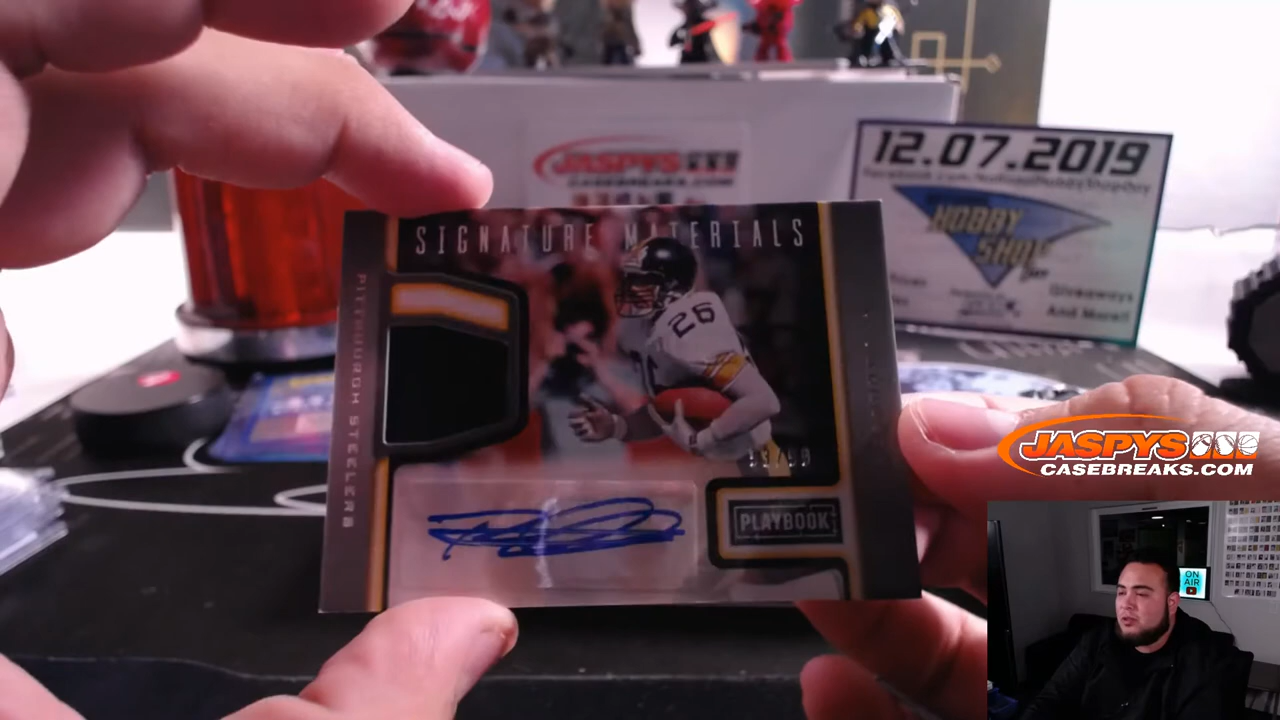 SIGNATURE MATERIALS
PITTSBURGH STEELERS
26
PLAYBOOK
JASPYS
CASEBREAKS.COM
12.07.2019
HOBBY
SHOP
Giveaways
And More!!
JASPYS
CASEBREAKS.COM
ON
AIR